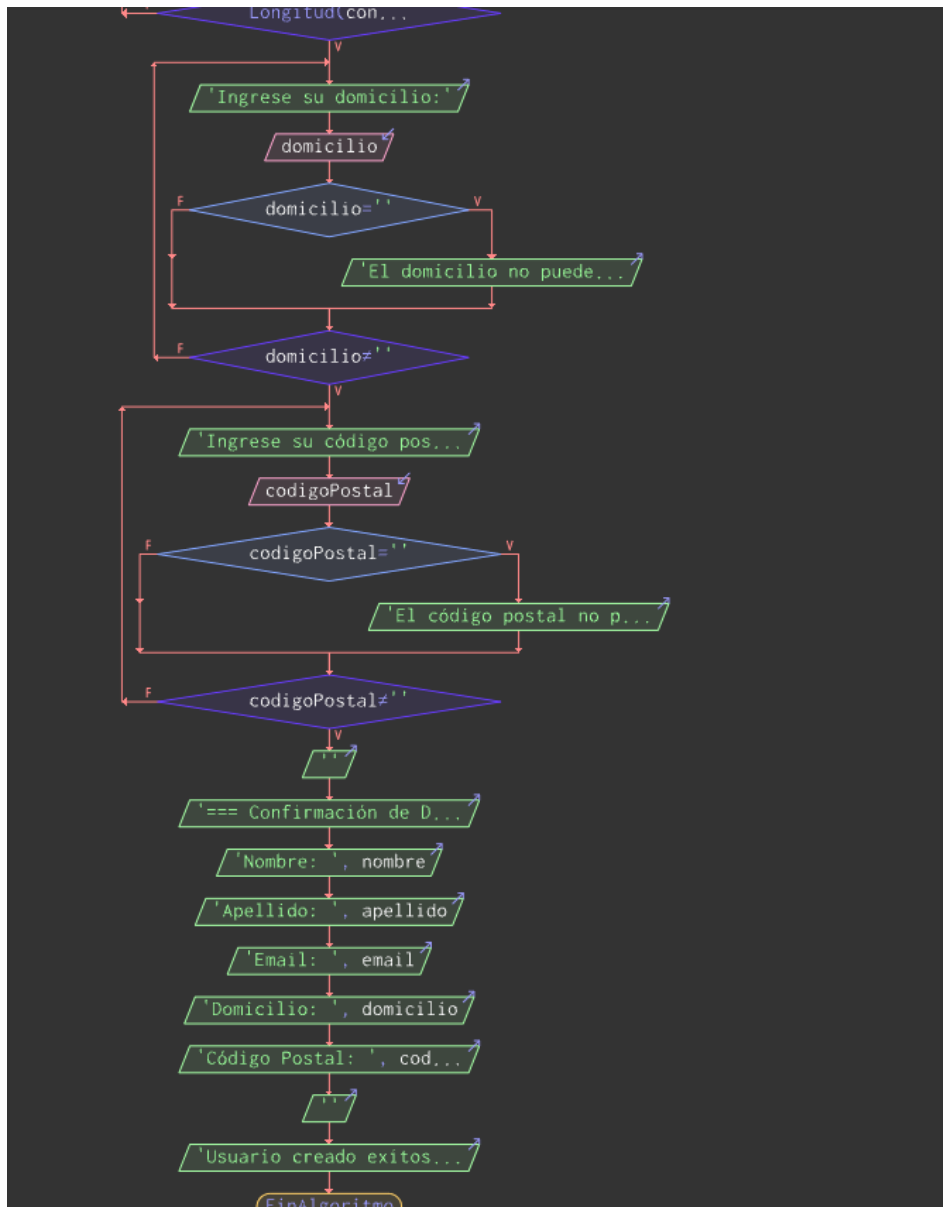 Longitud(con...
V
'Ingrese su domicilio:'
domicilio
F
V
domicilio=''
'El domicilio no puede...
F
domicilio≠''
V
'Ingrese su código pos...
codigoPostal
F
V
codigoPostal=''
'El código postal no p...
F
codigoPostal≠''
V
''
'=== Confirmación de D...
'Nombre: ', nombre
'Apellido: ', apellido
'Email: ', email
'Domicilio: ', domicilio
'Código Postal: ', cod...
''
'Usuario creado exitos...
FinAlgoritmo